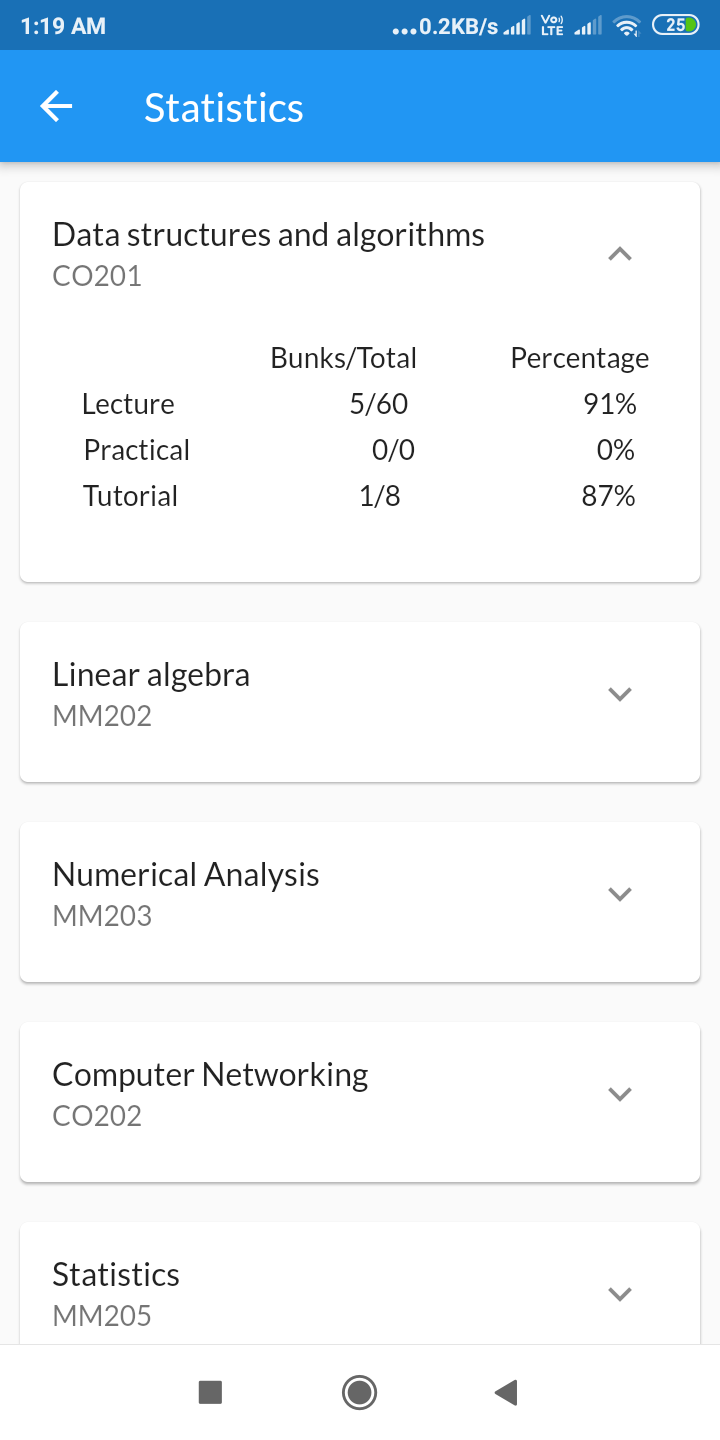 1:19 AM ...0.2KB/s Vo) LTE 25
Statistics
Data structures and algorithms
CO201
Bunks/Total Percentage
Lecture 5/60 91%
Practical 0/0 0%
Tutorial 1/8 87%
Linear algebra
MM202
Numerical Analysis
MM203
Computer Networking
CO202
Statistics
MM205